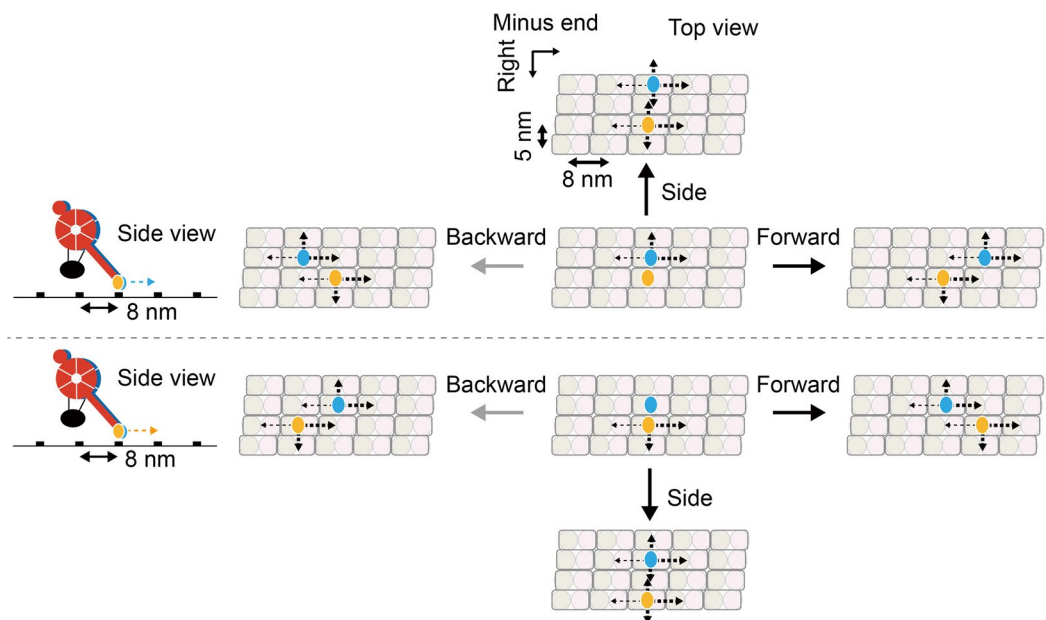 Minus end
Top view
Right
5 nm
8 nm
Side
Side view
Backward
Forward
8 nm
Side view
Backward
Forward
8 nm
Side